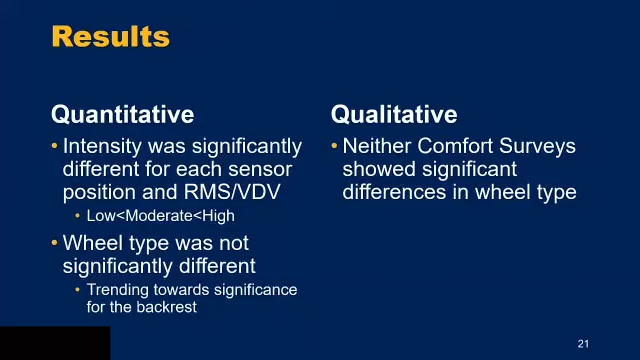 Results
Quantitative
• Intensity was significantly
different for each sensor
position and RMS/VDV
• Low<Moderate<High
• Wheel type was not
significantly different
• Trending towards significance
for the backrest
Qualitative
• Neither Comfort Surveys
showed significant
differences in wheel type
21